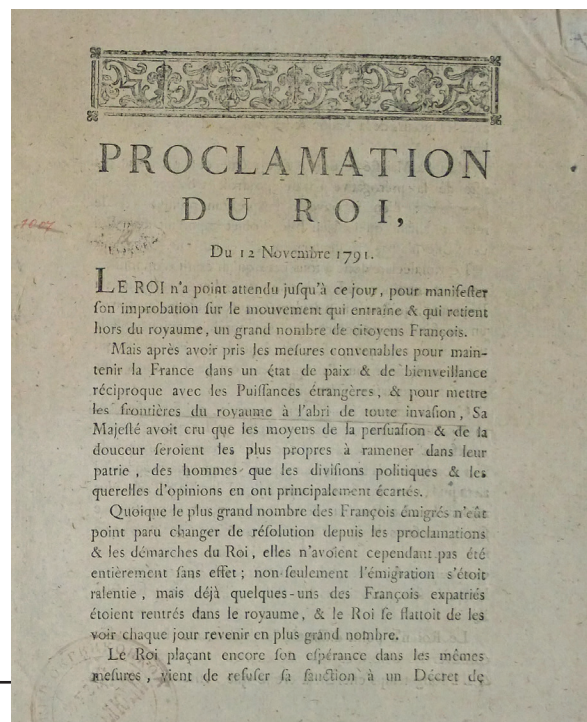 PROCLAMATION
DU ROI,
Du 12 Novembre 1791.
LE ROI n'a point attendu juſqu'à ce jour, pour manifeſter
ſon improbation ſur le mouvement qui entraîne & qui retient
hors du royaume, un grand nombre de citoyens François.
Mais après avoir pris les meſures convenables pour main-
tenir la France dans un état de paix & de bienveillance
réciproque avec les Puiſſances étrangères, & pour mettre
les frontières du royaume à l'abri de toute invaſion, Sa
Majeſté avoit cru que les moyens de la perſuaſion & de la
douceur ſeroient les plus propres à ramener dans leur
patrie, des hommes que les diviſions politiques & les
querelles d'opinions en ont principalement écartés.
Quoique le plus grand nombre des François émigrés n'eût
point paru changer de réſolution depuis les proclamations
& les démarches du Roi, elles n'avoient cependant pas été
entièrement ſans effet; non-ſeulement l'émigration s'étoit
ralentie, mais déjà quelques-uns des François expatriés
étoient rentrés dans le royaume, & le Roi ſe flattoit de les
voir chaque jour revenir en plus grand nombre.
Le Roi plaçant encore ſon eſpérance dans les mêmes
meſures, vient de refuſer ſa ſanction à un Décret de